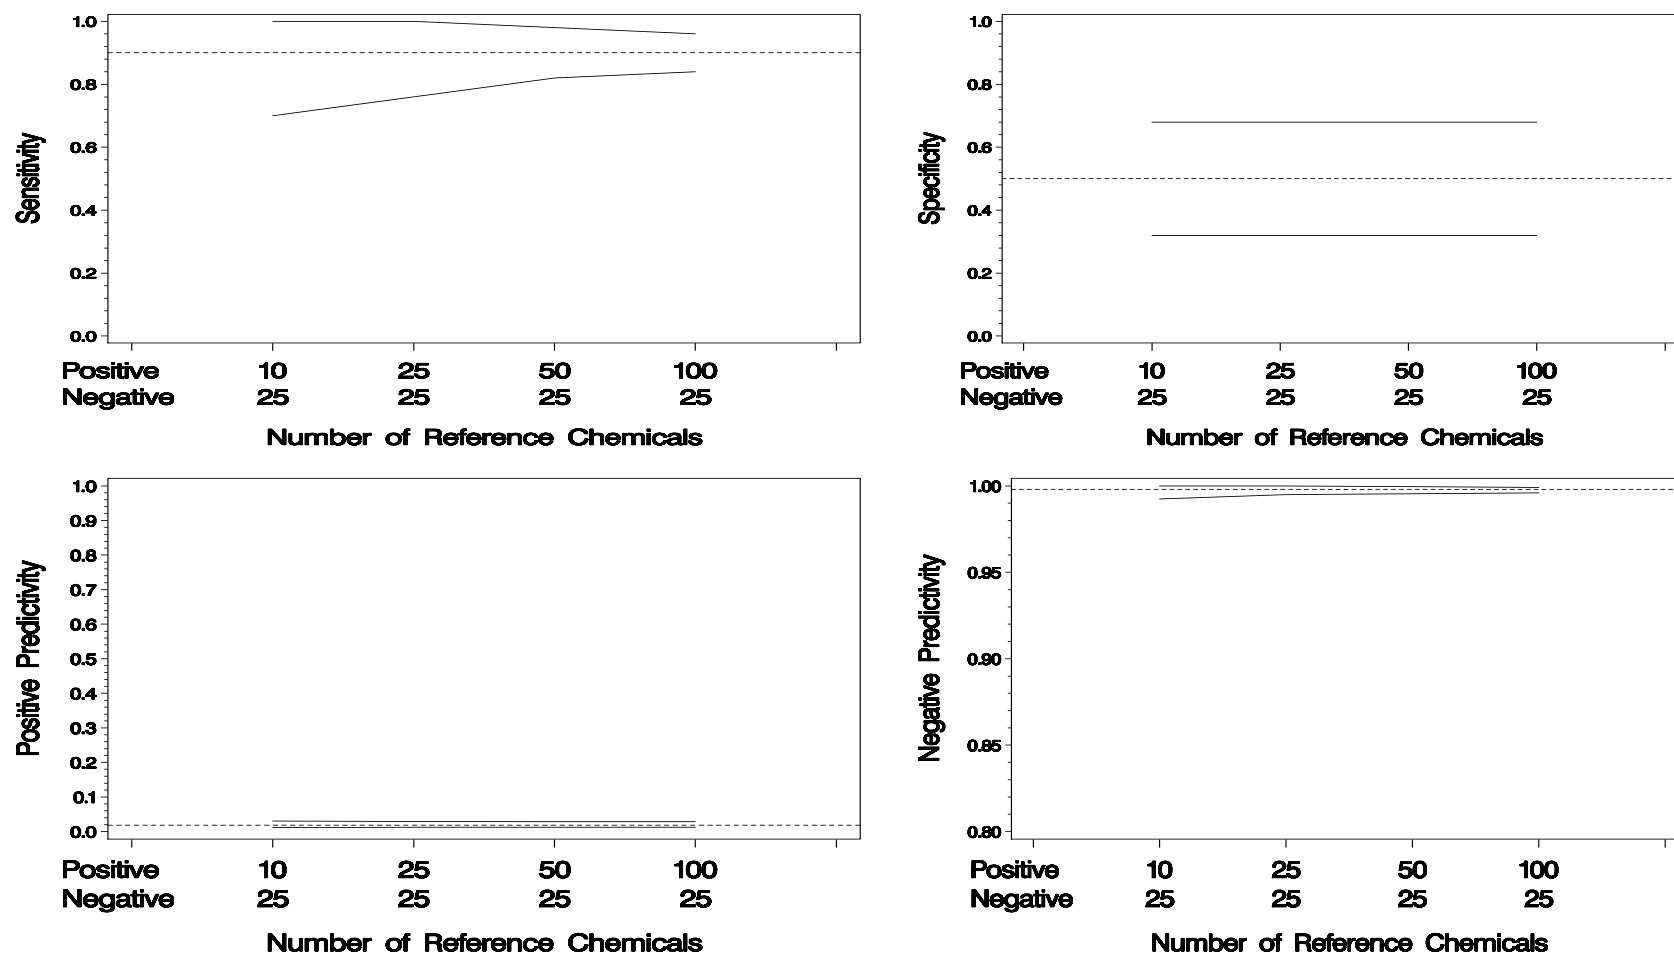 Sensitivity
1.0
0.8
0.6
0.4
0.2
0.0
Positive 10 25 50 100
Negative 25 25 25 25
Number of Reference Chemicals
Specificity
1.0
0.8
0.6
0.4
0.2
0.0
Positive 10 25 50 100
Negative 25 25 25 25
Number of Reference Chemicals
Positive Predictivity
1.0
0.9
0.8
0.7
0.6
0.5
0.4
0.3
0.2
0.1
0.0
Positive 10 25 50 100
Negative 25 25 25 25
Number of Reference Chemicals
Negative Predictivity
1.00
0.95
0.90
0.85
0.80
Positive 10 25 50 100
Negative 25 25 25 25
Number of Reference Chemicals